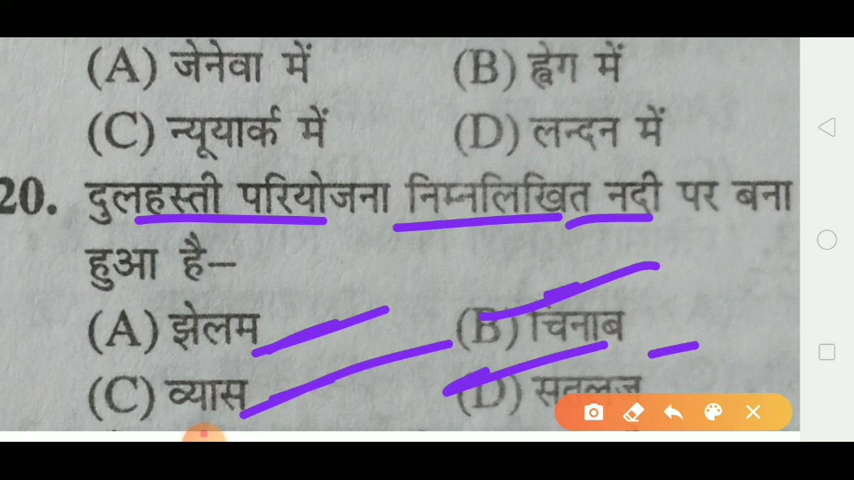 (A) जेनेवा में (B) ह्वेग में
(C) न्यूयार्क में (D) लन्दन में
20. दुलहस्ती परियोजना निम्नलिखित नदी पर बना
हुआ है–
(A) झेलम (B) चिनाब
(C) व्यास (D) सतलज